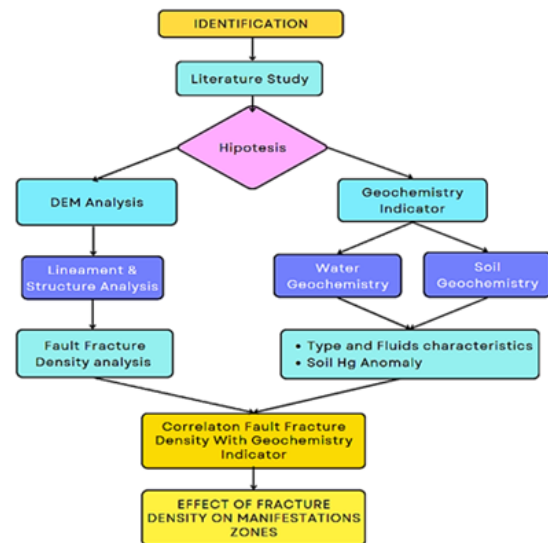 IDENTIFICATION
Literature Study
Hipotesis
DEM Analysis
Geochemistry
Indicator
Lineament &
Structure Analysis
Water
Geochemistry
Soil
Geochemistry
Fault Fracture
Density analysis
• Type and Fluids characteristics
• Soil Hg Anomaly
Correlaton Fault Fracture
Density With Geochemistry
Indicator
EFFECT OF FRACTURE
DENSITY ON MANIFESTATIONS
ZONES